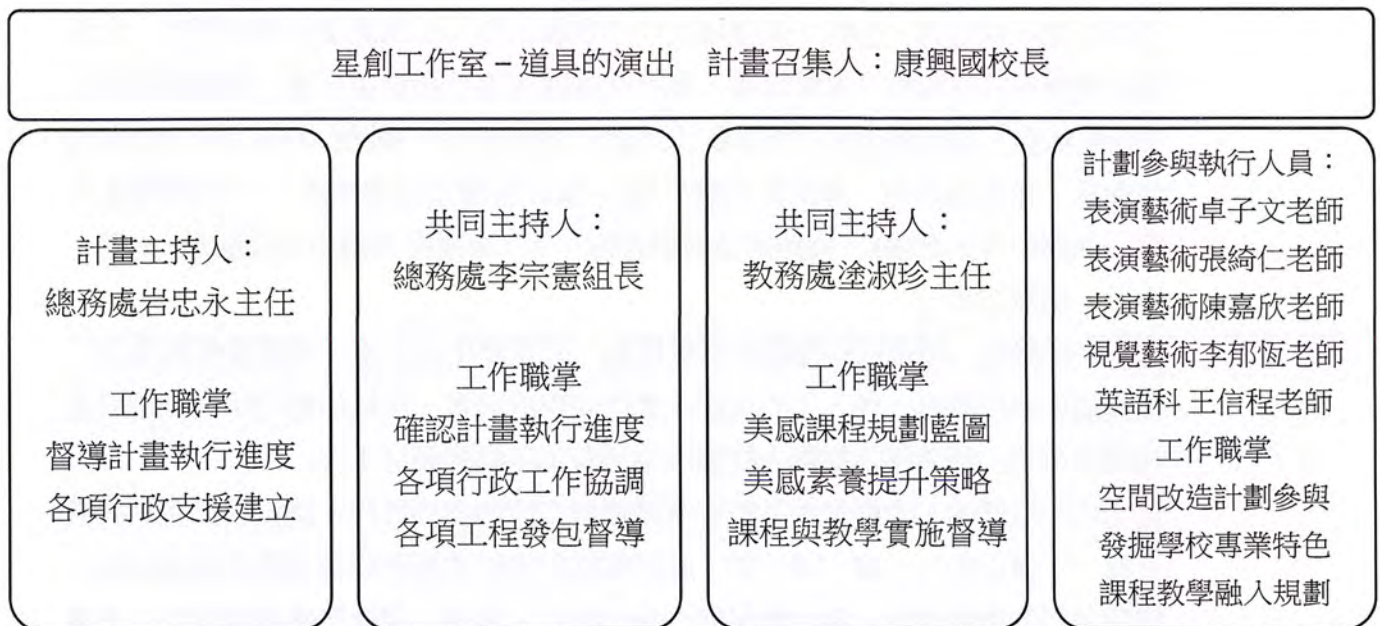 星創工作室–道具的演出　計畫召集人：康興國校長
計畫主持人：
總務處岩忠永主任
工作職掌
督導計畫執行進度
各項行政支援建立
共同主持人：
總務處李宗憲組長
工作職掌
確認計畫執行進度
各項行政工作協調
各項工程發包督導
共同主持人：
教務處塗淑珍主任
工作職掌
美感課程規劃藍圖
美感素養提升策略
課程與教學實施督導
計劃參與執行人員：
表演藝術卓子文老師
表演藝術張綺仁老師
表演藝術陳嘉欣老師
視覺藝術李郁恆老師
英語科 王信程老師
工作職掌
空間改造計劃參與
發掘學校專業特色
課程教學融入規劃